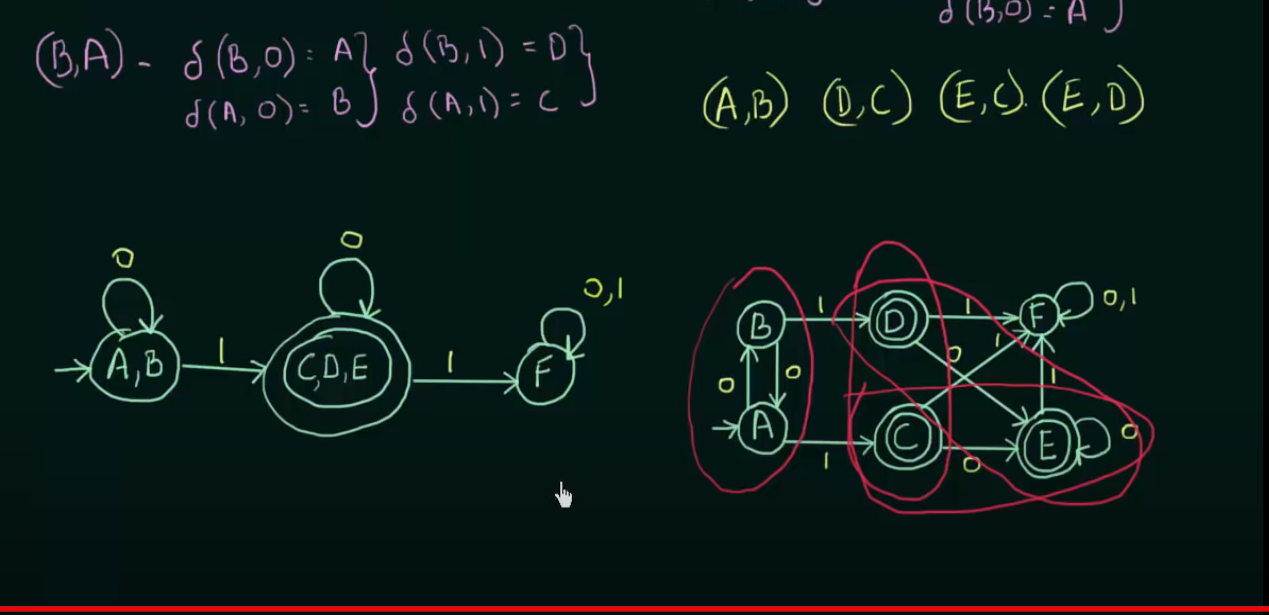 δ(B,0) = A }
(B,A) - δ(B,0) = A } δ(B,1) = D }
δ(A,0) = B } δ(A,1) = C }
(A,B) (D,C) (E,C) (E,D)
0
0
0,1
A,B
1
C,D,E
1
F
B
1
D
1
F
0,1
0
0
0
1
1
A
1
C
0
E
0